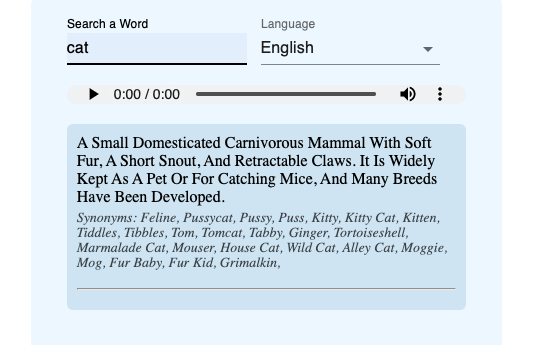 Search a Word
Language
cat
English
0:00 / 0:00
A Small Domesticated Carnivorous Mammal With Soft
Fur, A Short Snout, And Retractable Claws. It Is Widely
Kept As A Pet Or For Catching Mice, And Many Breeds
Have Been Developed.
Synonyms: Feline, Pussycat, Pussy, Puss, Kitty, Kitty Cat, Kitten,
Tiddles, Tibbles, Tom, Tomcat, Tabby, Ginger, Tortoiseshell,
Marmalade Cat, Mouser, House Cat, Wild Cat, Alley Cat, Moggie,
Mog, Fur Baby, Fur Kid, Grimalkin,